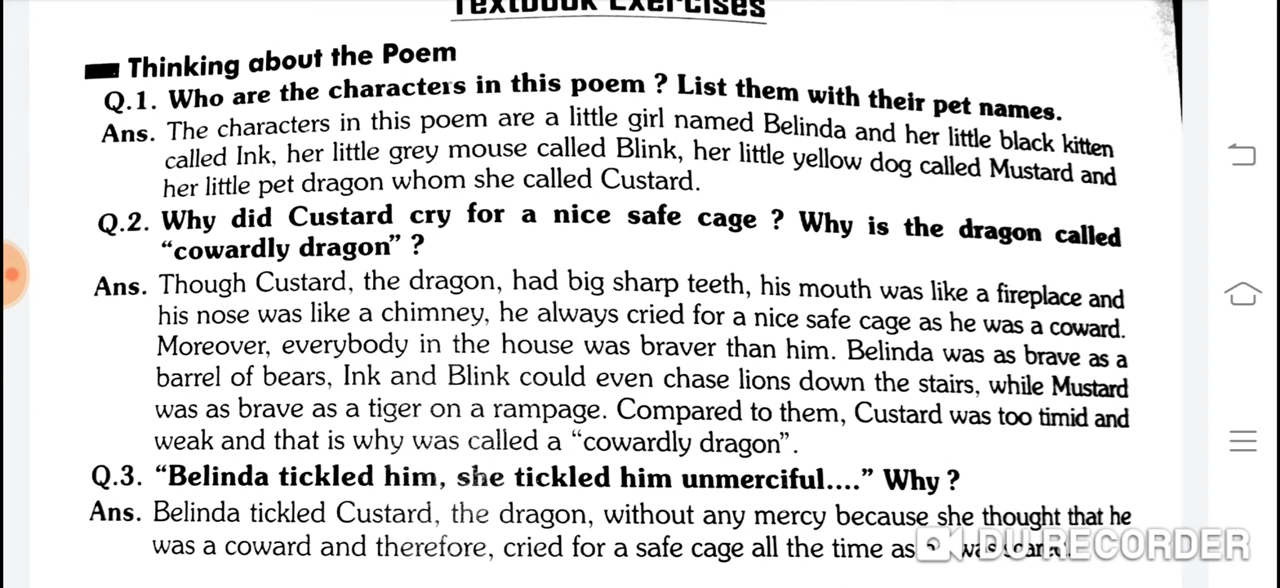 Textbook Exercises
Thinking about the Poem
Q.1. Who are the characters in this poem ? List them with their pet names.
Ans. The characters in this poem are a little girl named Belinda and her little black kitten
called Ink, her little grey mouse called Blink, her little yellow dog called Mustard and
her little pet dragon whom she called Custard.
Q.2. Why did Custard cry for a nice safe cage ? Why is the dragon called
“cowardly dragon” ?
Ans. Though Custard, the dragon, had big sharp teeth, his mouth was like a fireplace and
his nose was like a chimney, he always cried for a nice safe cage as he was a coward.
Moreover, everybody in the house was braver than him. Belinda was as brave as a
barrel of bears, Ink and Blink could even chase lions down the stairs, while Mustard
was as brave as a tiger on a rampage. Compared to them, Custard was too timid and
weak and that is why was called a “cowardly dragon”.
Q.3. “Belinda tickled him, she tickled him unmerciful....” Why ?
Ans. Belinda tickled Custard, the dragon, without any mercy because she thought that he
was a coward and therefore, cried for a safe cage all the time as was
DU RECORDER